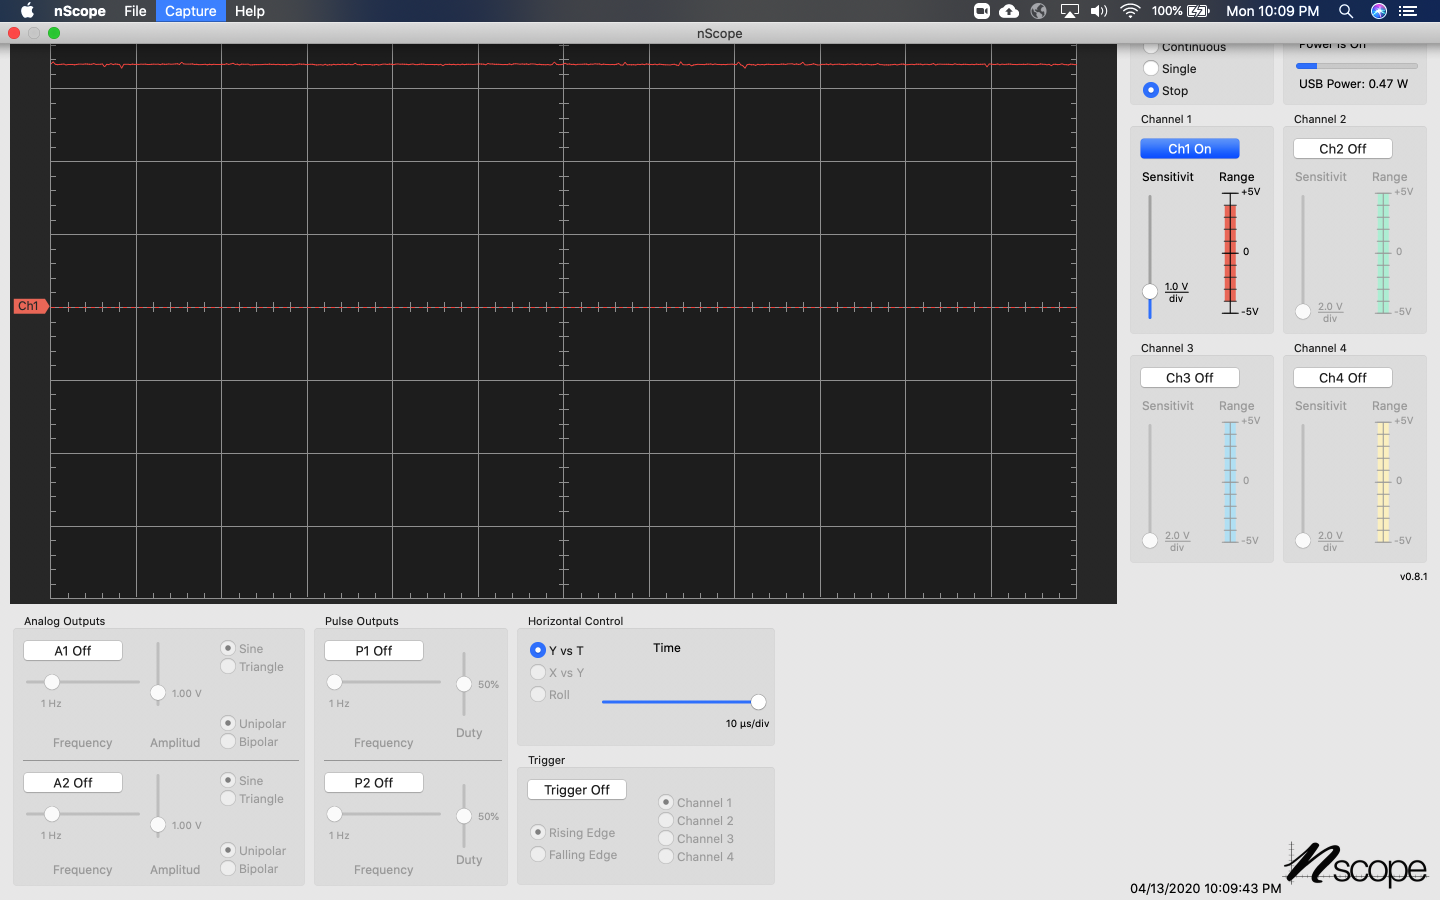 nScope File Capture Help 100% Mon 10:09 PM
nScope
Continuous
Single
Stop
Power is On
USB Power: 0.47 W
Channel 1
Ch1 On
Sensitivit Range
+5V
0
-5V
1.0 V
div
Channel 2
Ch2 Off
Sensitivit Range
+5V
0
-5V
2.0 V
div
Ch1
Channel 3
Ch3 Off
Sensitivit Range
+5V
0
-5V
2.0 V
div
Channel 4
Ch4 Off
Sensitivit Range
+5V
0
-5V
2.0 V
div
v0.8.1
Analog Outputs
A1 Off
1 Hz
Frequency
1.00 V
Amplitud
Sine
Triangle
Unipolar
Bipolar
A2 Off
1 Hz
Frequency
1.00 V
Amplitud
Sine
Triangle
Unipolar
Bipolar
Pulse Outputs
P1 Off
1 Hz
Frequency
50%
Duty
P2 Off
1 Hz
Frequency
50%
Duty
Horizontal Control
Y vs T
X vs Y
Roll
Time
10 µs/div
Trigger
Trigger Off
Rising Edge
Falling Edge
Channel 1
Channel 2
Channel 3
Channel 4
nscope
04/13/2020 10:09:43 PM